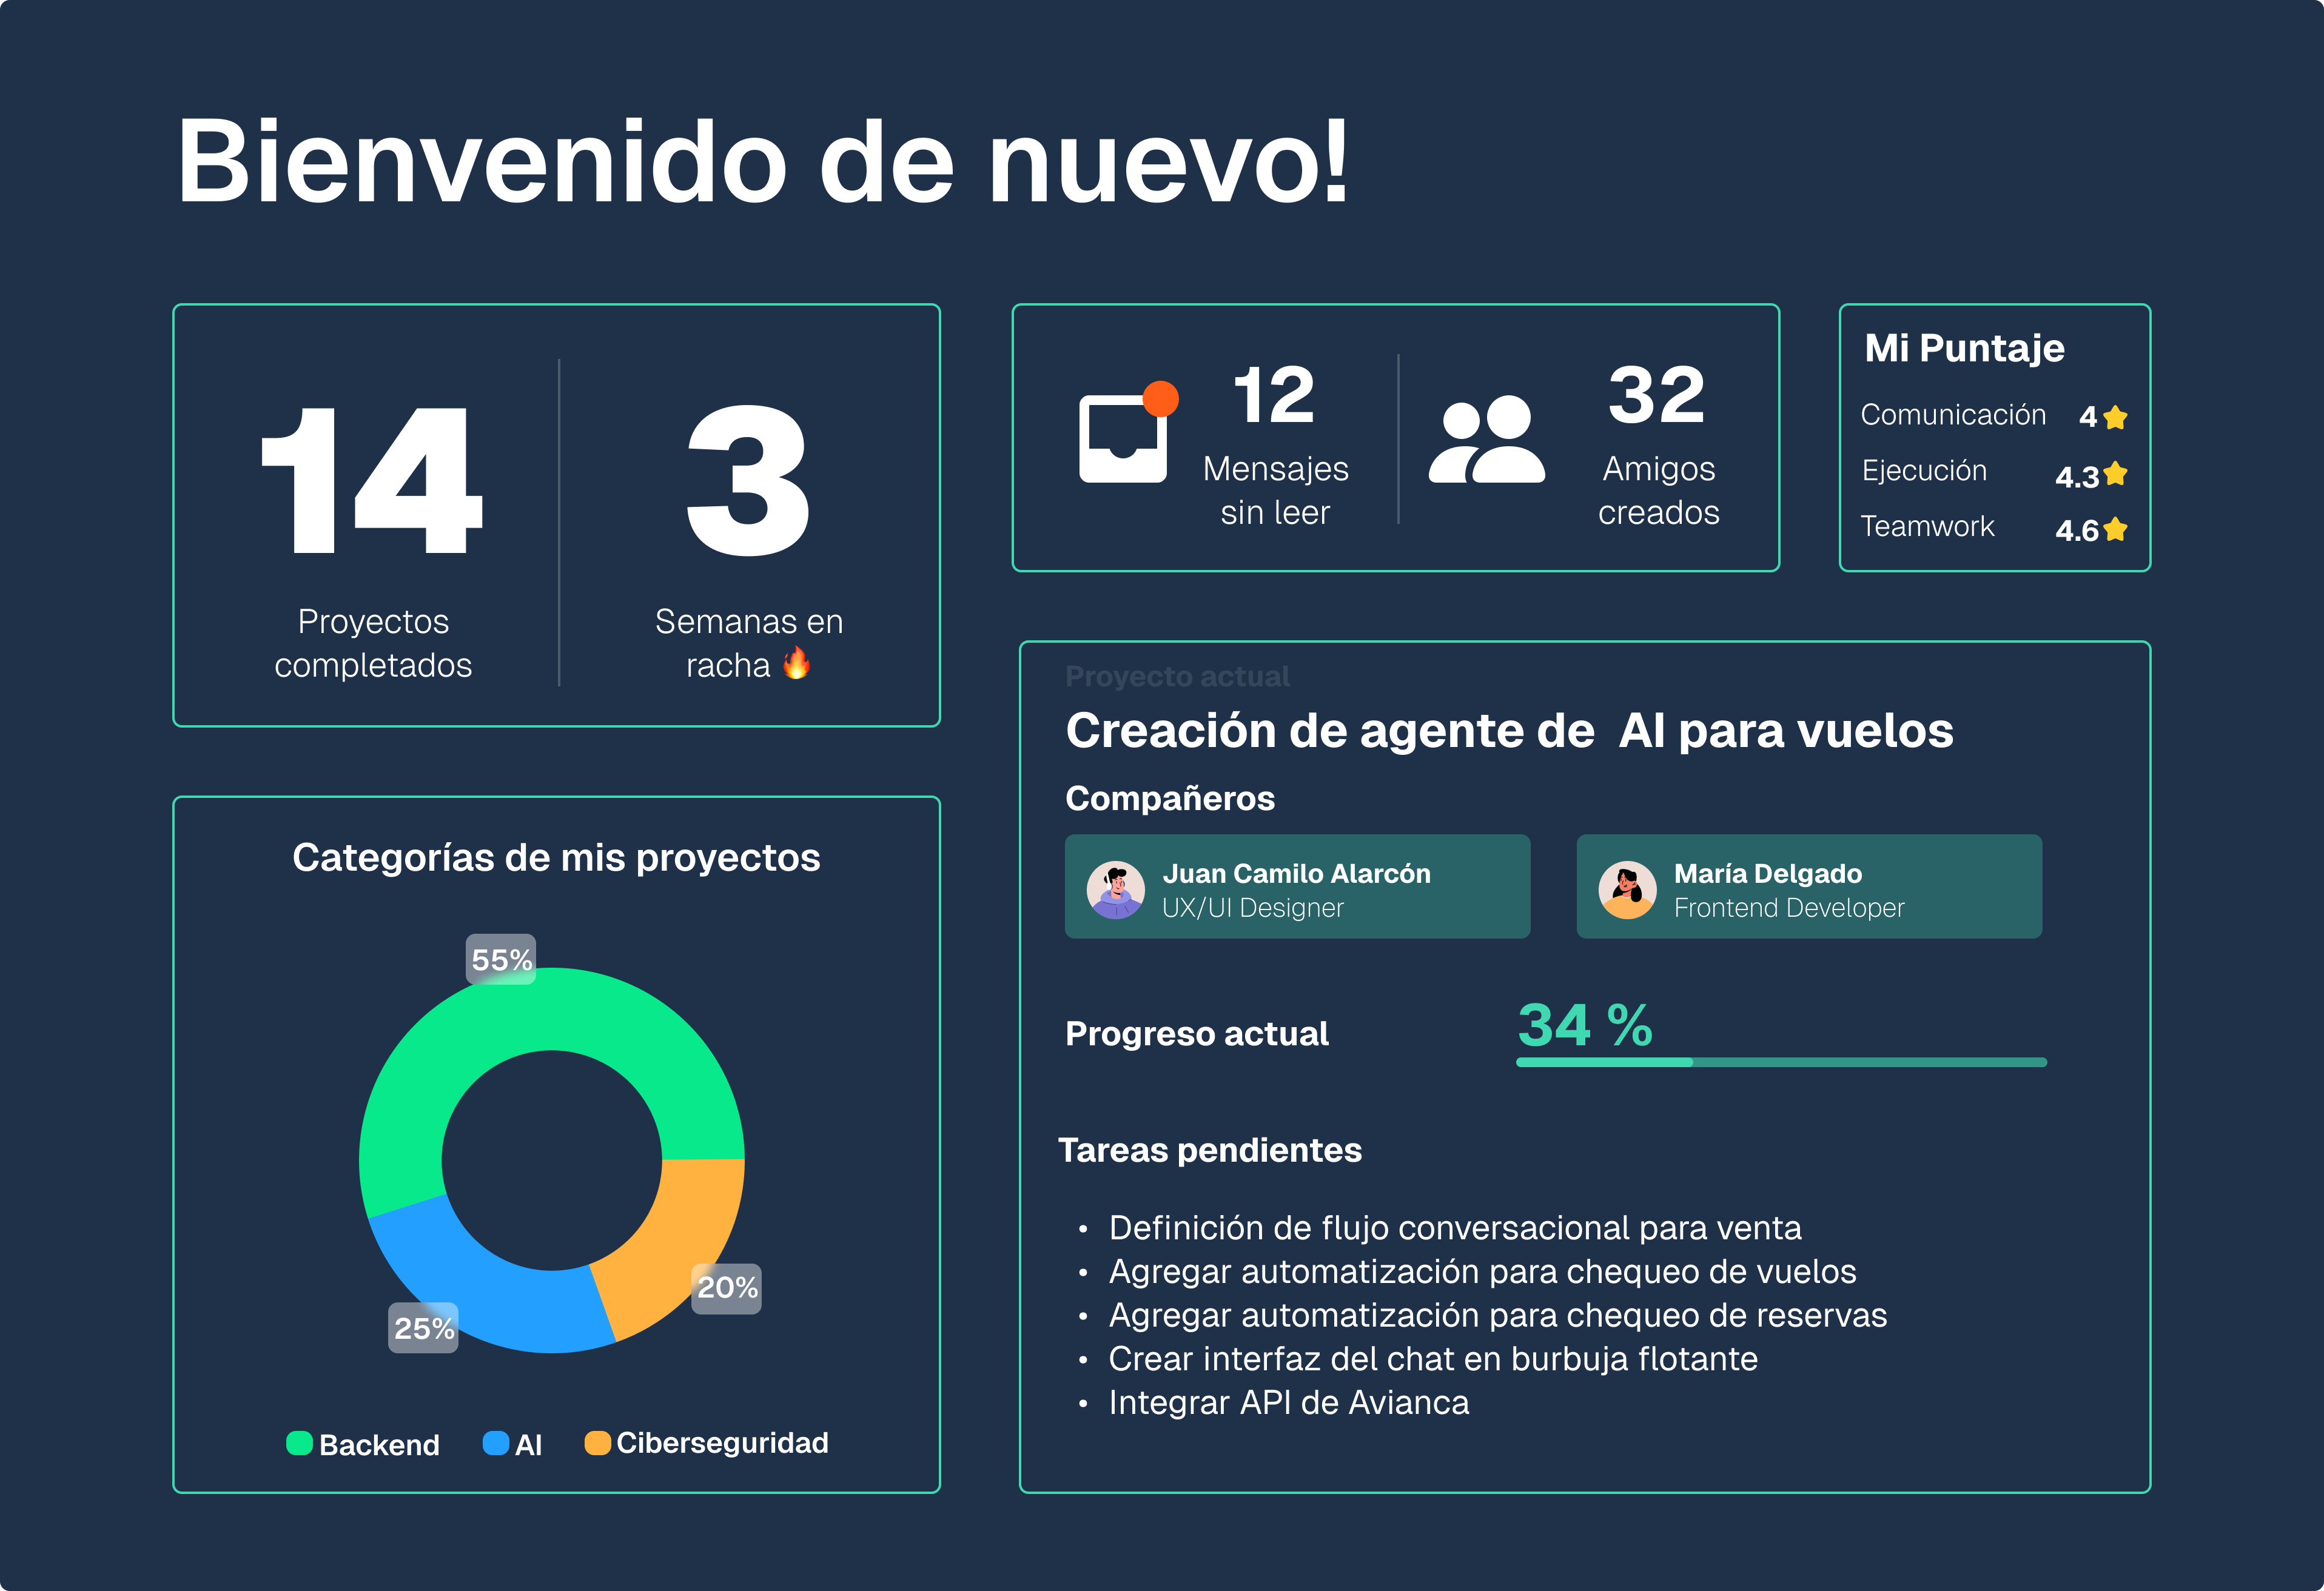 Bienvenido de nuevo!
14
Proyectos
completados
3
Semanas en
racha 🔥
12
Mensajes
sin leer
32
Amigos
creados
Mi Puntaje
Comunicación 4
Ejecución 4.3
Teamwork 4.6
Categorías de mis proyectos
55%
20%
25%
Backend
AI
Ciberseguridad
Proyecto actual
Creación de agente de  AI para vuelos
Compañeros
Juan Camilo Alarcón
UX/UI Designer
María Delgado
Frontend Developer
Progreso actual
34 %
Tareas pendientes
• Definición de flujo conversacional para venta
• Agregar automatización para chequeo de vuelos
• Agregar automatización para chequeo de reservas
• Crear interfaz del chat en burbuja flotante
• Integrar API de Avianca